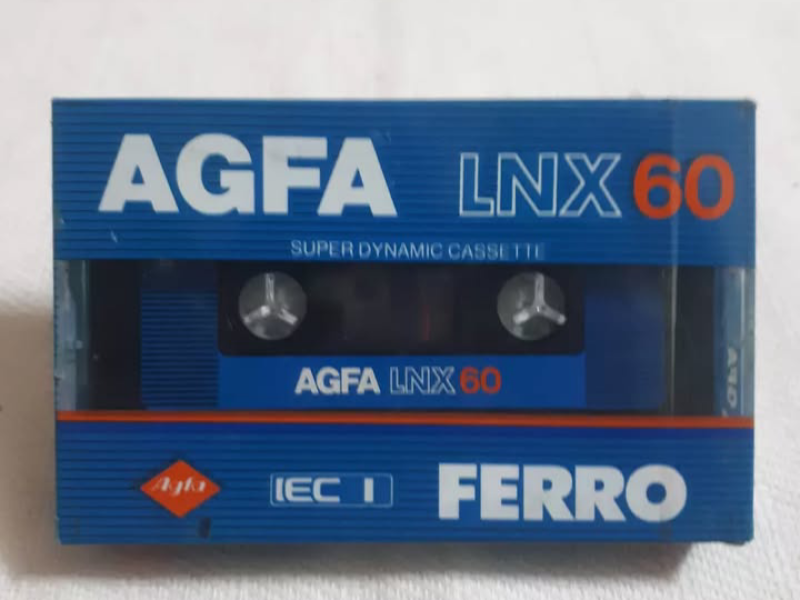 AGFA LNX 60
SUPER DYNAMIC CASSETTE
AGFA LNX 60
Agfa IEC I FERRO